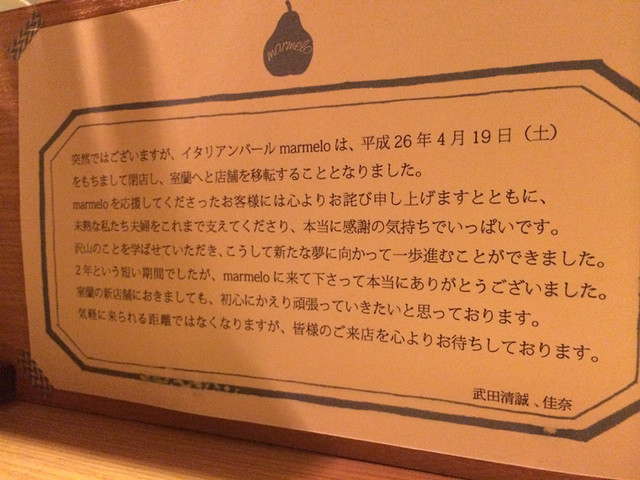 marmelo
突然ではございますが、イタリアンバール marmelo は、平成 26 年 4 月 19 日（土）
をもちまして閉店し、室蘭へと店舗を移転することとなりました。
marmelo を応援してくださったお客様には心よりお詫び申し上げますとともに、
未熟な私たち夫婦をこれまで支えてくださり、本当に感謝の気持ちでいっぱいです。
沢山のことを学ばせていただき、こうして新たな夢に向かって一歩進むことができました。
2 年という短い期間でしたが、marmelo に来て下さって本当にありがとうございました。
室蘭の新店舗におきましても、初心にかえり頑張っていきたいと思っております。
気軽に来られる距離ではなくなりますが、皆様のご来店を心よりお待ちしております。
武田清誠 、佳奈